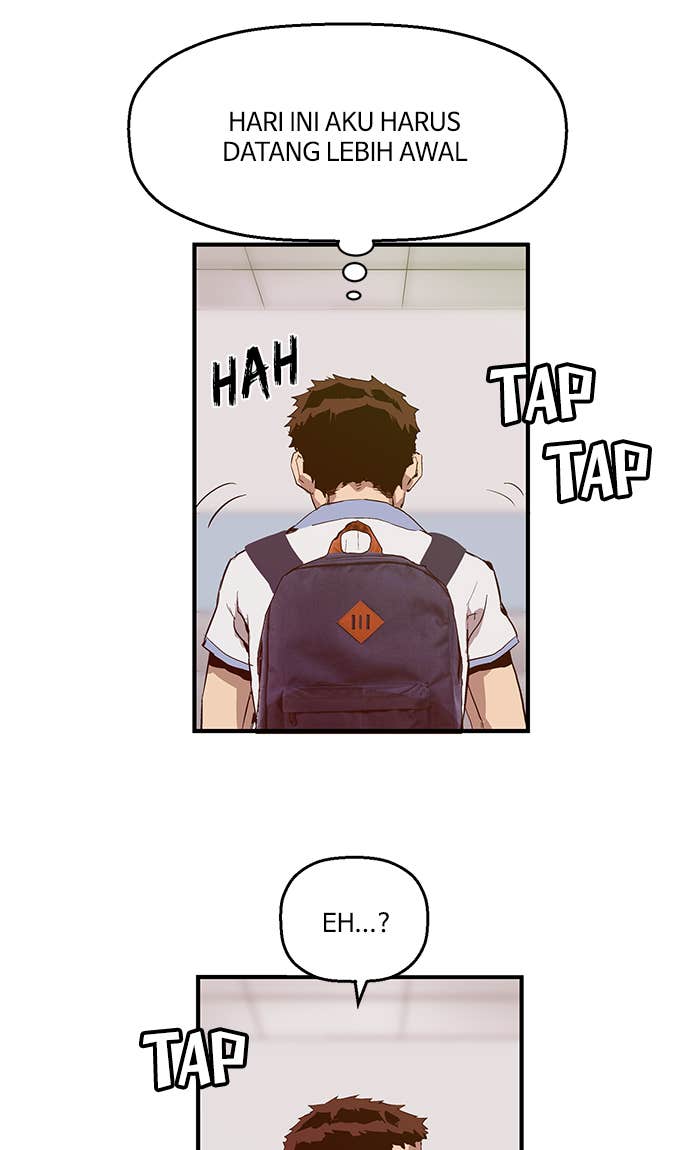 HARI INI AKU HARUS
DATANG LEBIH AWAL
HAH
TAP
TAP
EH...?
TAP